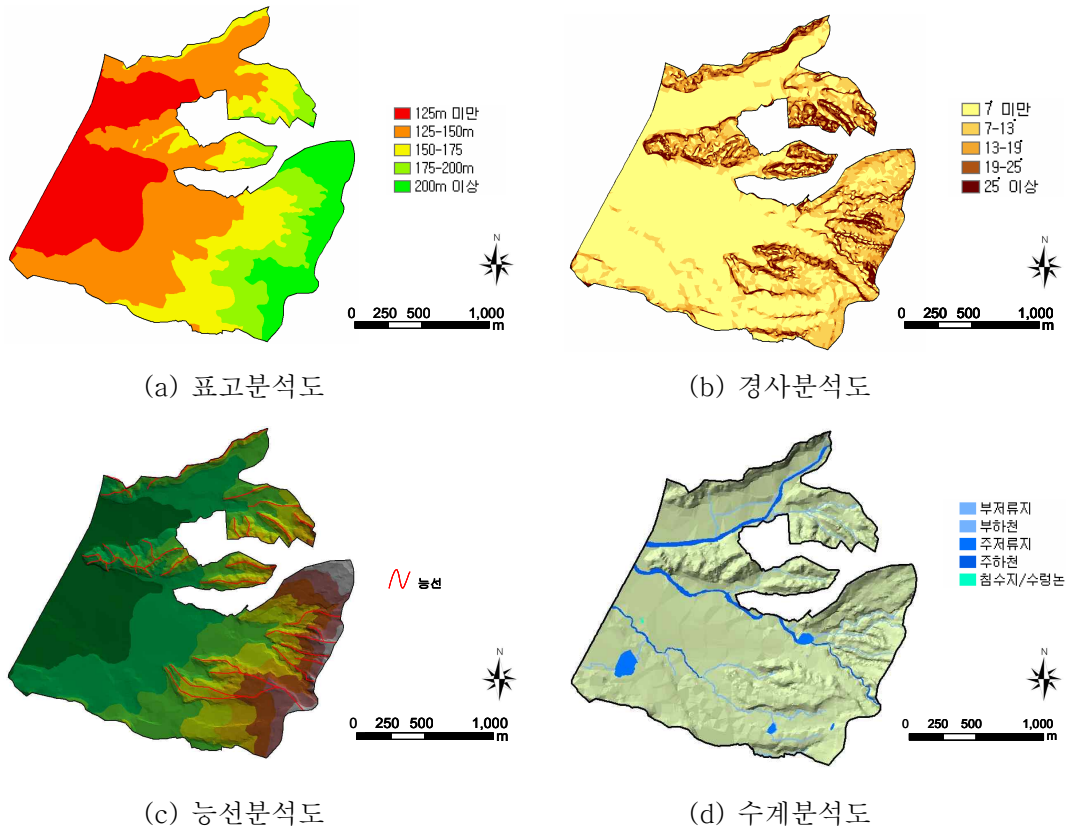 125m 미만
125-150m
150-175
175-200m
200m 이상
N
0 250 500 1,000
m
(a) 표고분석도
7° 미만
7-13°
13-19°
19-25°
25° 이상
N
0 250 500 1,000
m
(b) 경사분석도
능선
N
0 250 500 1,000
m
(c) 능선분석도
부저류지
부하천
주저류지
주하천
침수지/수렁논
N
0 250 500 1,000
m
(d) 수계분석도